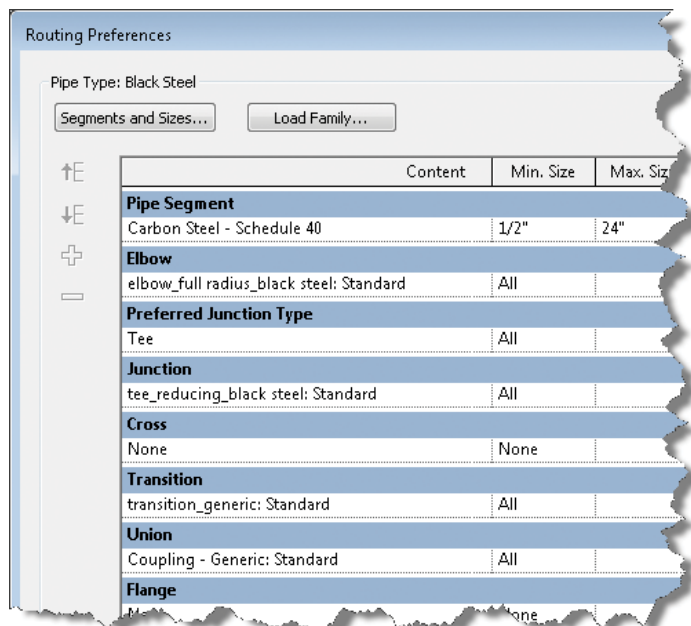 Routing Preferences
Pipe Type: Black Steel
Segments and Sizes... Load Family...
Content Min. Size Max. Siz
Pipe Segment
Carbon Steel - Schedule 40 1/2" 24"
Elbow
elbow_full radius_black steel: Standard All
Preferred Junction Type
Tee All
Junction
tee_reducing_black steel: Standard All
Cross
None None
Transition
transition_generic: Standard All
Union
Coupling - Generic: Standard All
Flange